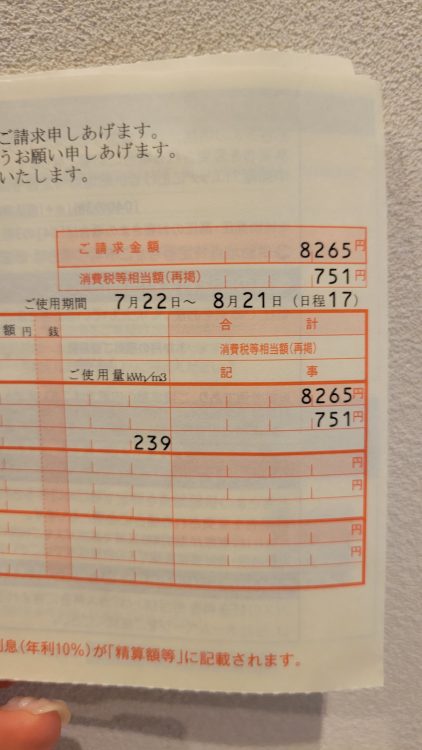 ご請求申しあげます。
うお願い申しあげます。
いたします。
ご請求金額 8265円
消費税等相当額(再掲) 751円
ご使用期間 7月22日~ 8月21日 (日程17)
額 円 銭 合計
消費税等相当額(再掲)
ご使用量kWh/m3 記事
8265円
751円
239
円
円
円
円
息(年利10%)が「精算額等」に記載されます。